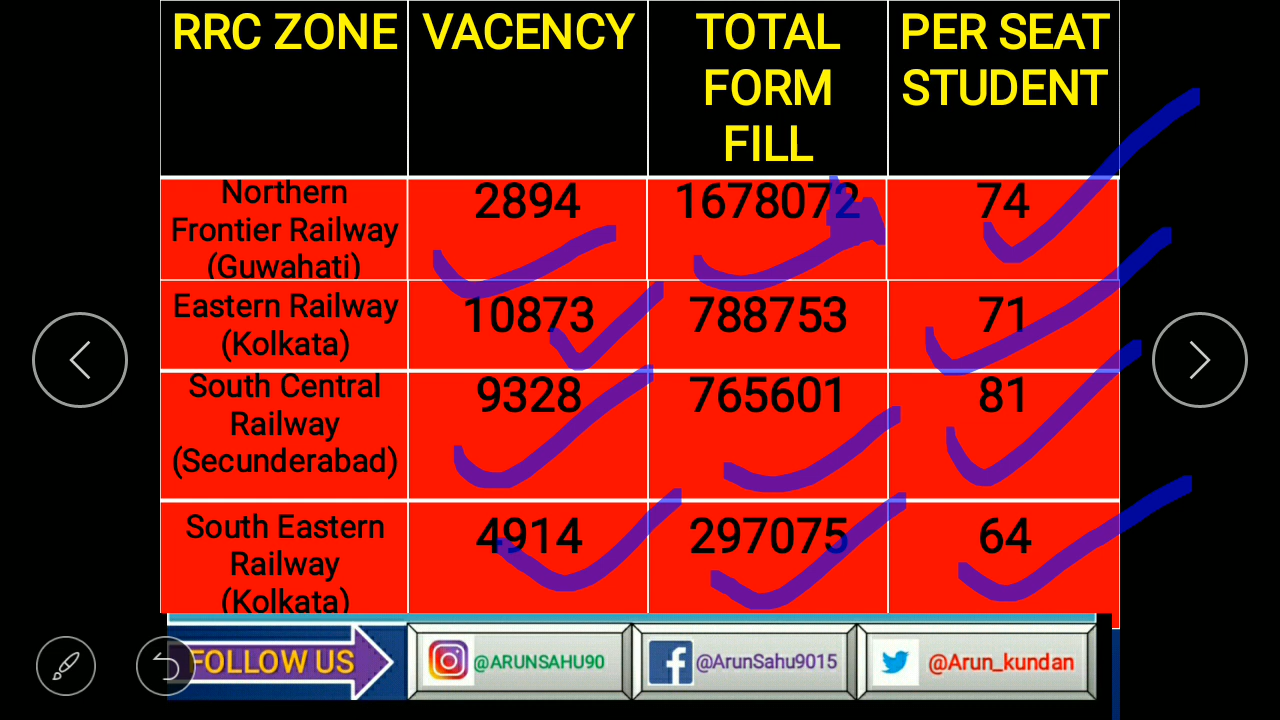 RRC ZONE VACENCY TOTAL FORM FILL PER SEAT STUDENT
Northern Frontier Railway (Guwahati) 2894 1678072 74
Eastern Railway (Kolkata) 10873 788753 71
South Central Railway (Secunderabad) 9328 765601 81
South Eastern Railway (Kolkata) 4914 297075 64
FOLLOW US @ARUNSAHU90 @ArunSahu9015 @Arun_kundan